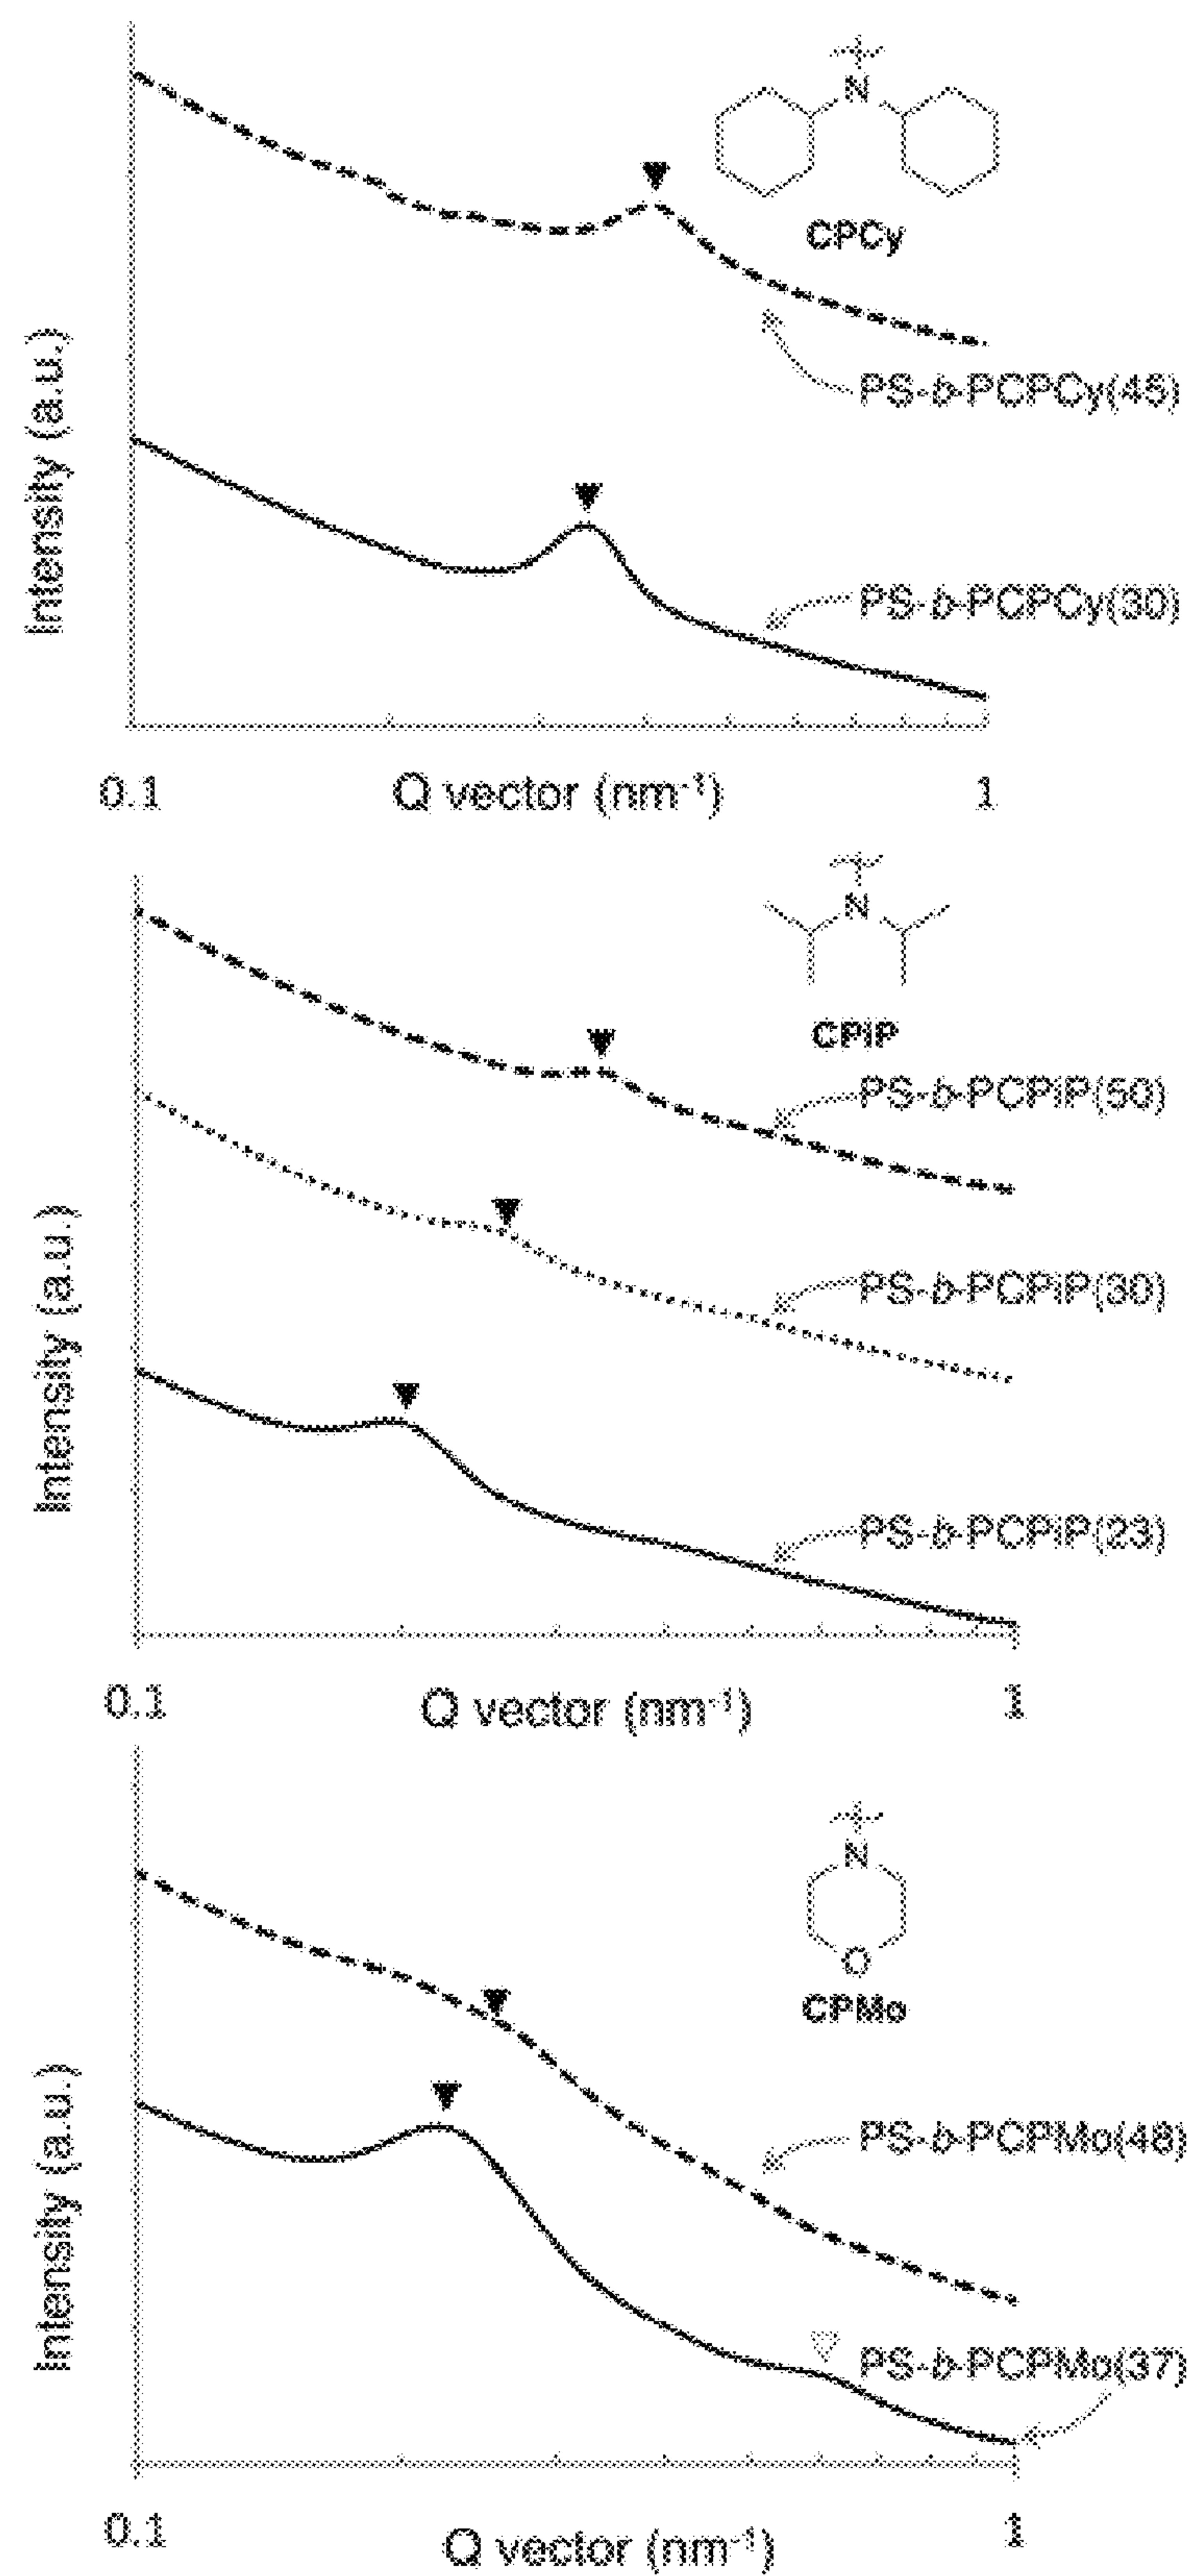 N
CPCy
PS-b-PCPCy(45)
PS-b-PCPCy(30)
Intensity (a.u.)
0.1 Q vector (nm⁻¹) 1
N
CPiP
PS-b-PCPiP(50)
PS-b-PCPiP(30)
PS-b-PCPiP(23)
Intensity (a.u.)
0.1 Q vector (nm⁻¹) 1
N
O
CPMo
PS-b-PCPMo(48)
PS-b-PCPMo(37)
Intensity (a.u.)
0.1 Q vector (nm⁻¹) 1